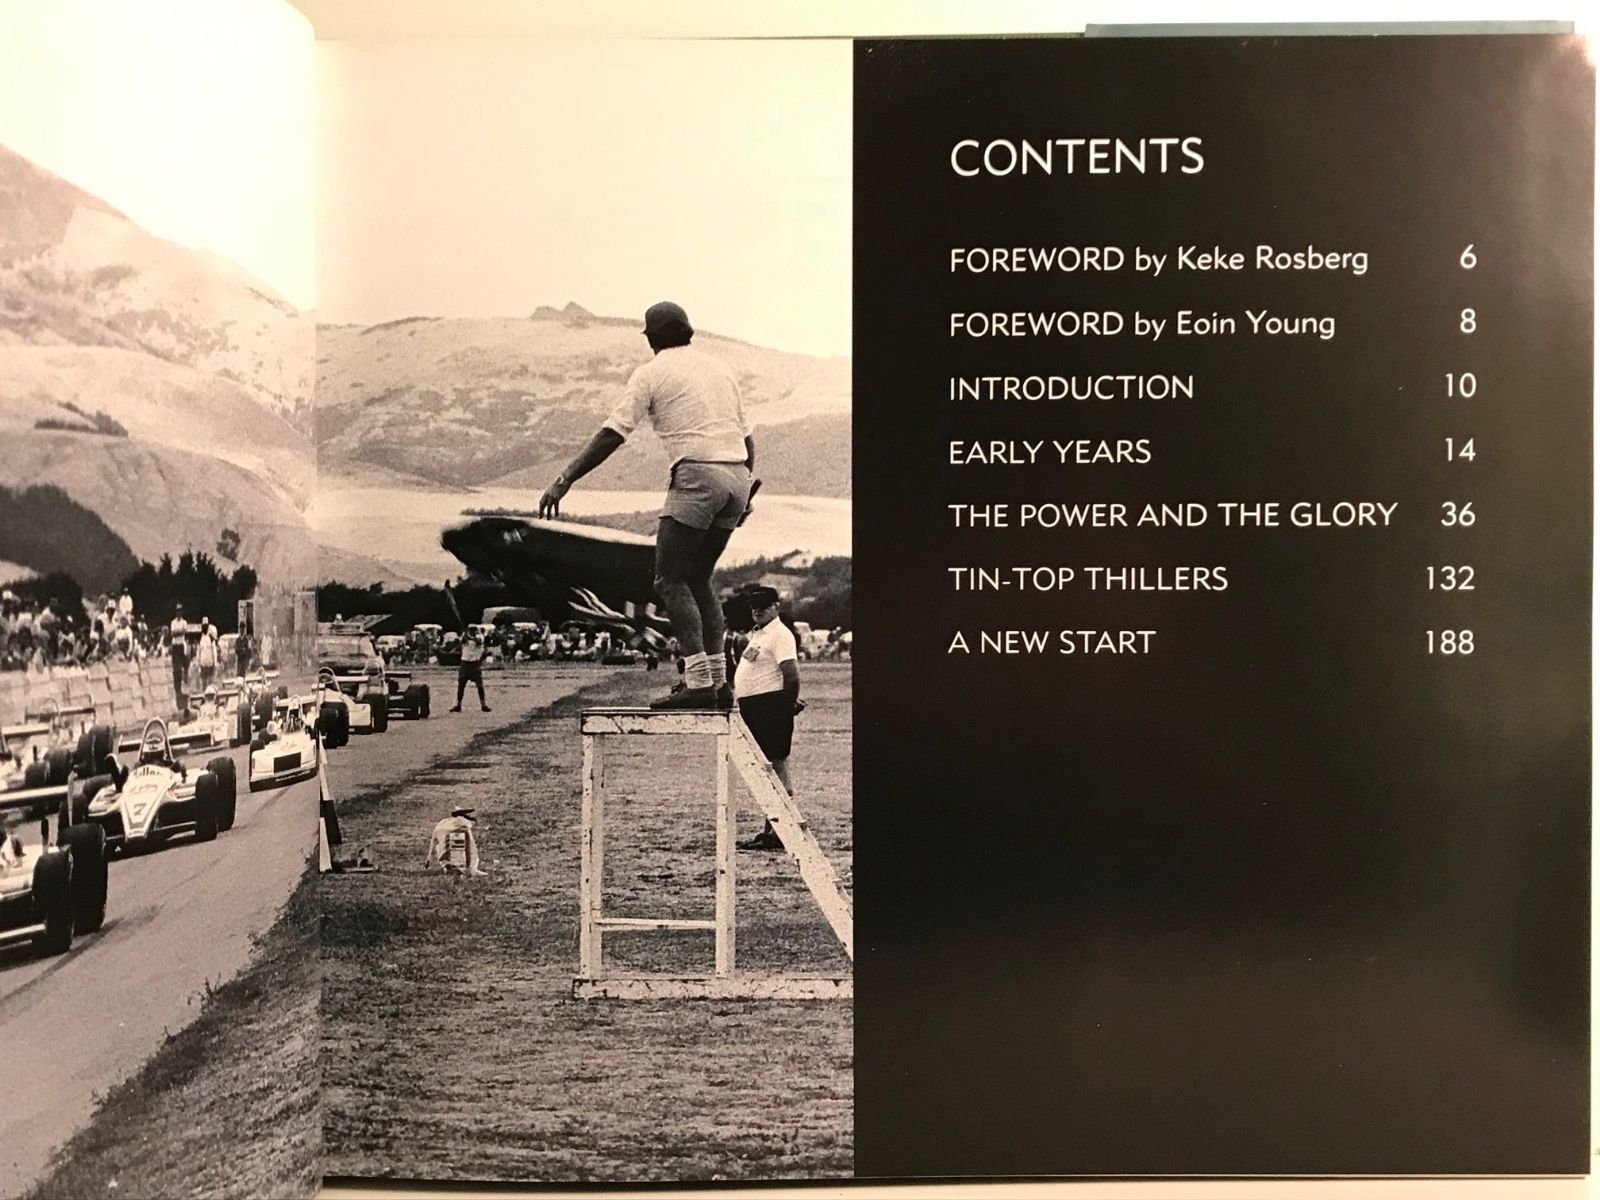 CONTENTS
FOREWORD by Keke Rosberg 6
FOREWORD by Eoin Young 8
INTRODUCTION 10
EARLY YEARS 14
THE POWER AND THE GLORY 36
TIN-TOP THILLERS 132
A NEW START 188
7